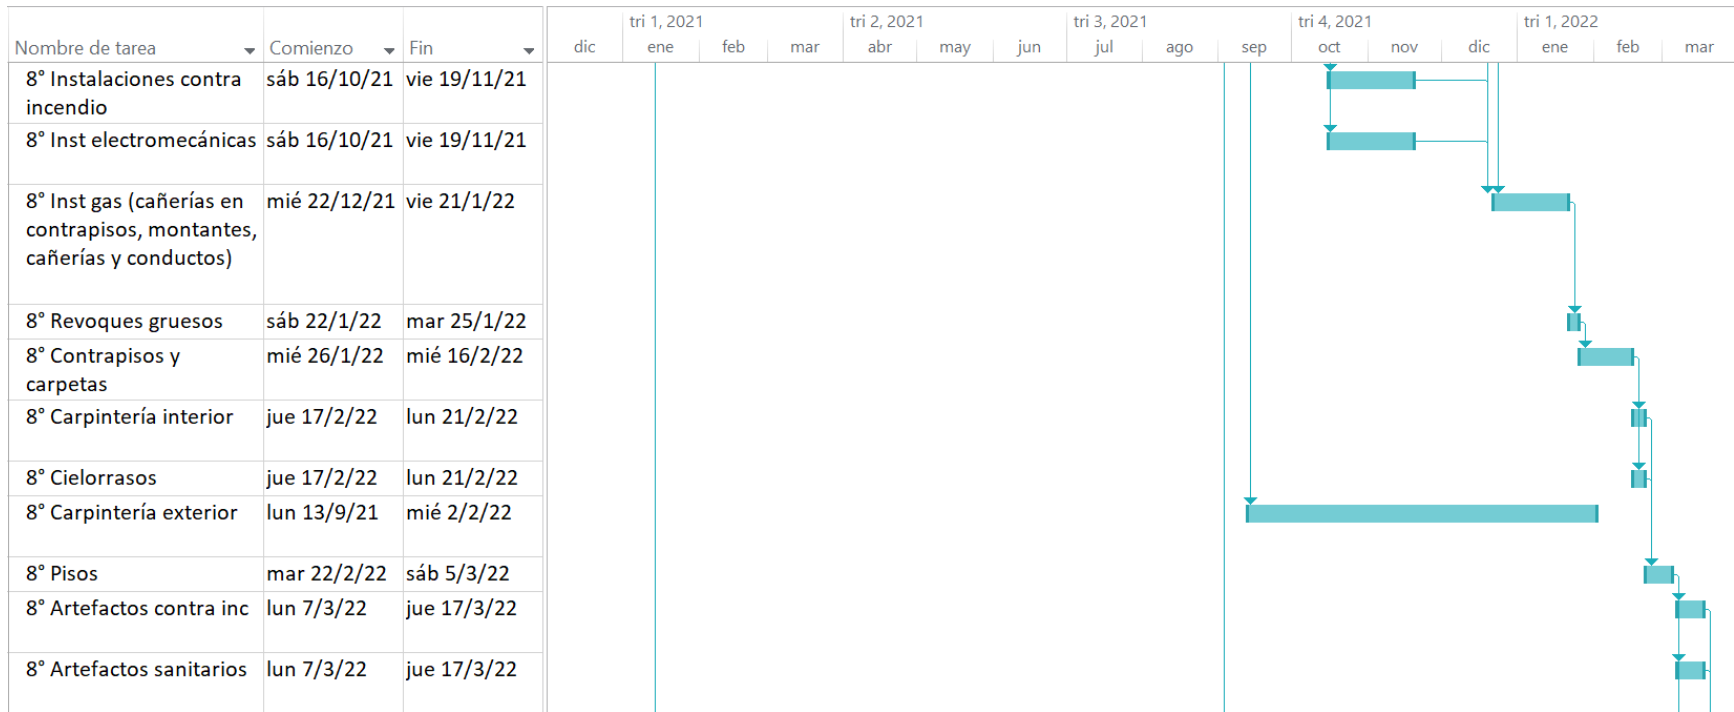 tri 1, 2021 tri 2, 2021 tri 3, 2021 tri 4, 2021 tri 1, 2022
Nombre de tarea Comienzo Fin dic ene feb mar abr may jun jul ago sep oct nov dic ene feb mar
8° Instalaciones contra sáb 16/10/21 vie 19/11/21
incendio
8° Inst electromecánicas sáb 16/10/21 vie 19/11/21
8° Inst gas (cañerías en mié 22/12/21 vie 21/1/22
contrapisos, montantes,
cañerías y conductos)
8° Revoques gruesos sáb 22/1/22 mar 25/1/22
8° Contrapisos y mié 26/1/22 mié 16/2/22
carpetas
8° Carpintería interior jue 17/2/22 lun 21/2/22
8° Cielorrasos jue 17/2/22 lun 21/2/22
8° Carpintería exterior lun 13/9/21 mié 2/2/22
8° Pisos mar 22/2/22 sáb 5/3/22
8° Artefactos contra inc lun 7/3/22 jue 17/3/22
8° Artefactos sanitarios lun 7/3/22 jue 17/3/22